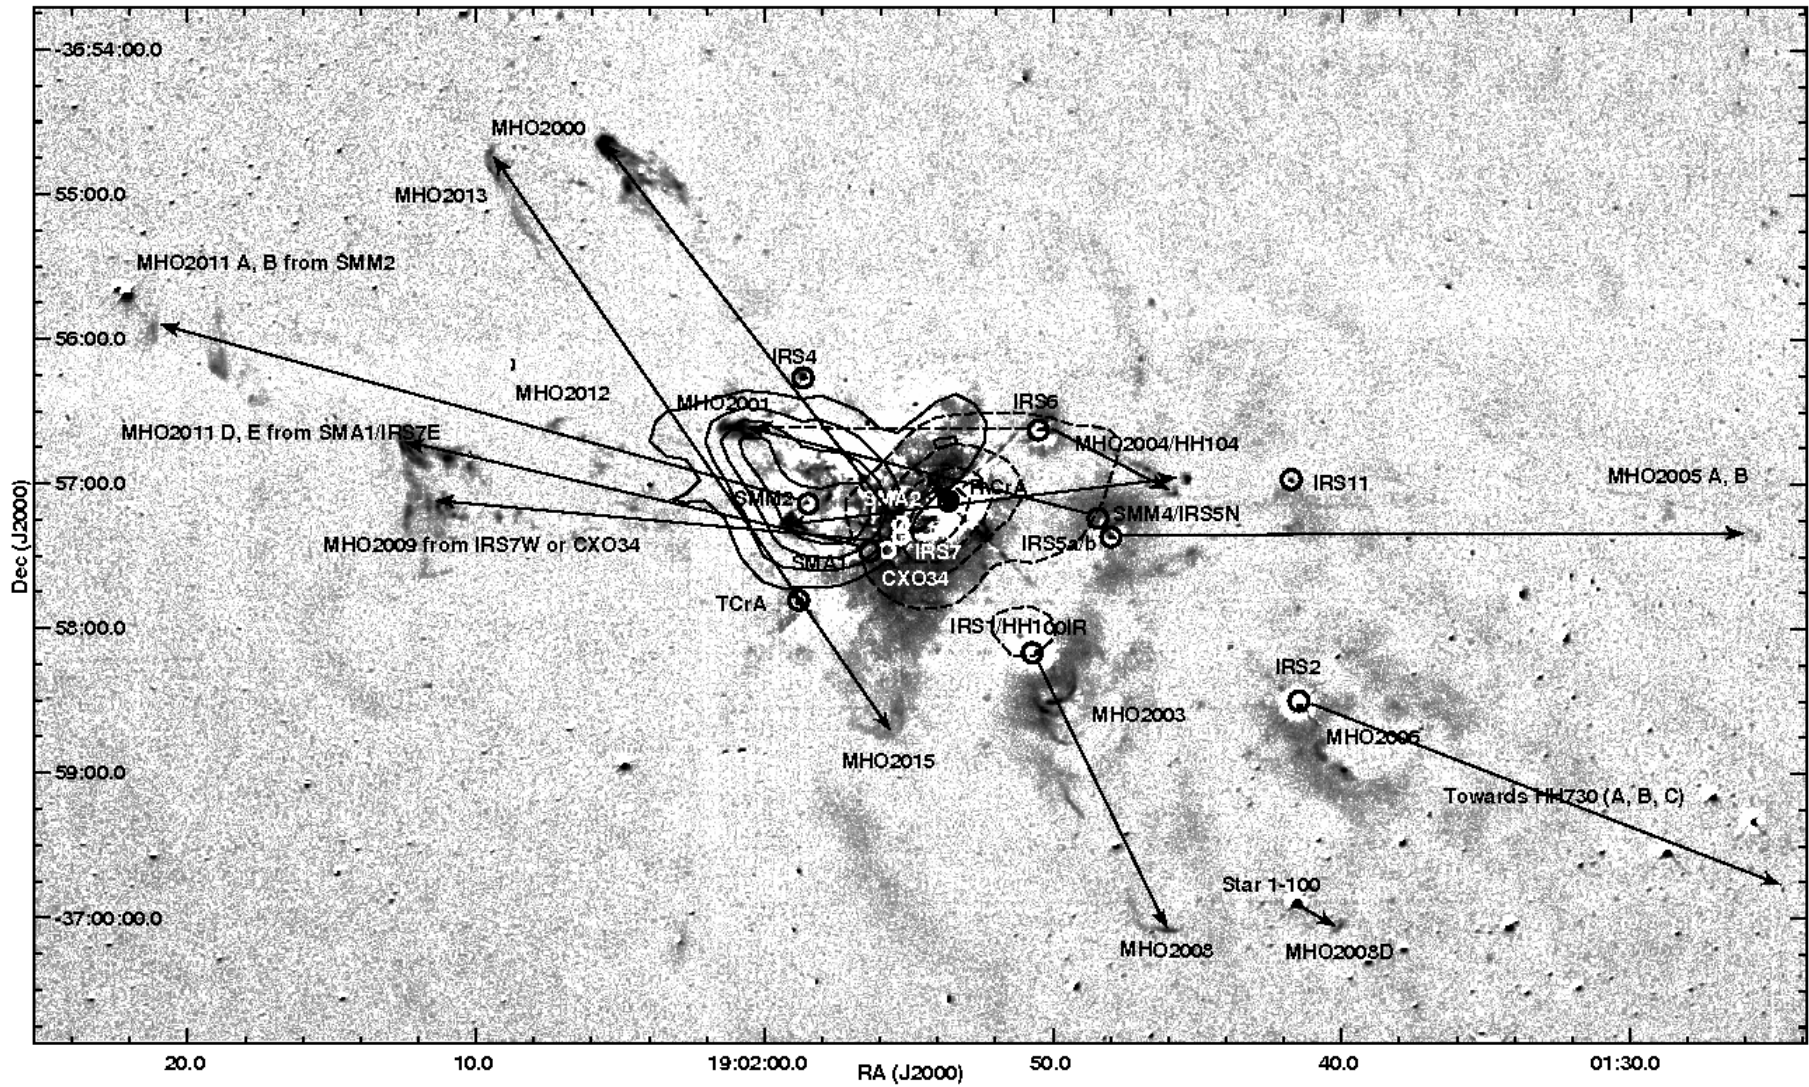 -36:54:00.0
MHO2000
MHO2013
55:00.0
MHO2011 A, B from SMM2
56:00.0
IRS4
MHO2012
MHO2001
IRS6
MHO2011 D, E from SMA1/IRS7E
MHO2004/HH104
57:00.0
SMM2
SMA2
RCrA
IRS11
MHO2005 A, B
SMM4/IRS5N
MHO2009 from IRS7W or CXO34
IRS7
IRS5a/b
SMA1
CXO34
TCrA
58:00.0
IRS1/HH100IR
IRS2
MHO2003
MHO2006
MHO2015
59:00.0
Towards HH730 (A, B, C)
Star 1-100
-37:00:00.0
MHO2008
MHO2008D
Dec (J2000)
20.0
10.0
19:02:00.0
50.0
40.0
01:30.0
RA (J2000)